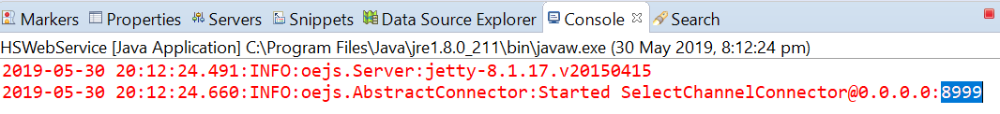 Markers Properties Servers Snippets Data Source Explorer Console Search
HSWebService [Java Application] C:\Program Files\Java\jre1.8.0_211\bin\javaw.exe (30 May 2019, 8:12:24 pm)
2019-05-30 20:12:24.491:INFO:oejs.Server:jetty-8.1.17.v20150415
2019-05-30 20:12:24.660:INFO:oejs.AbstractConnector:Started SelectChannelConnector@0.0.0.0:8999